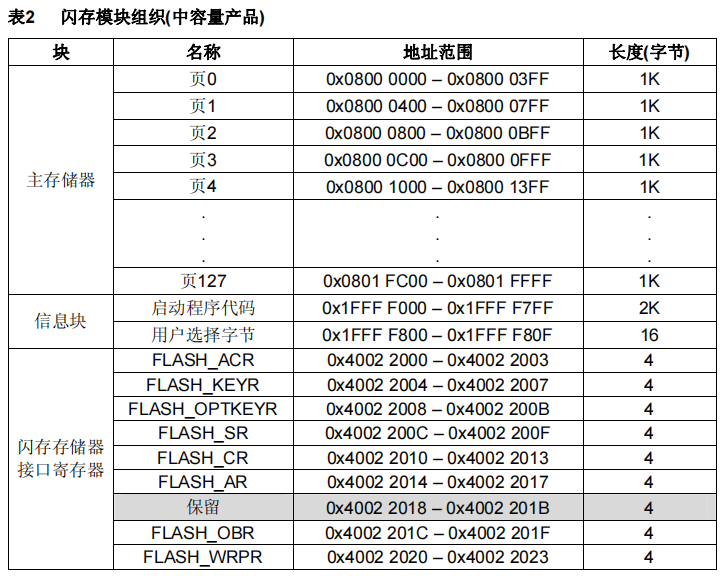 表2 闪存模块组织(中容量产品)
块 名称 地址范围 长度(字节)
主存储器 页0 0x0800 0000 – 0x0800 03FF 1K
页1 0x0800 0400 – 0x0800 07FF 1K
页2 0x0800 0800 – 0x0800 0BFF 1K
页3 0x0800 0C00 – 0x0800 0FFF 1K
页4 0x0800 1000 – 0x0800 13FF 1K
. . .
. . .
. . .
页127 0x0801 FC00 – 0x0801 FFFF 1K
信息块 启动程序代码 0x1FFF F000 – 0x1FFF F7FF 2K
用户选择字节 0x1FFF F800 – 0x1FFF F80F 16
闪存存储器
接口寄存器 FLASH_ACR 0x4002 2000 – 0x4002 2003 4
FLASH_KEYR 0x4002 2004 – 0x4002 2007 4
FLASH_OPTKEYR 0x4002 2008 – 0x4002 200B 4
FLASH_SR 0x4002 200C – 0x4002 200F 4
FLASH_CR 0x4002 2010 – 0x4002 2013 4
FLASH_AR 0x4002 2014 – 0x4002 2017 4
保留 0x4002 2018 – 0x4002 201B 4
FLASH_OBR 0x4002 201C – 0x4002 201F 4
FLASH_WRPR 0x4002 2020 – 0x4002 2023 4